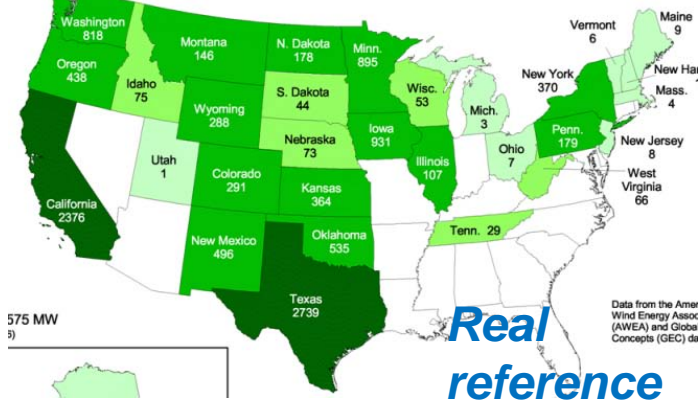 Washington
818
Oregon
438
California
2376
Idaho
75
Utah
1
Montana
146
Wyoming
288
Colorado
291
New Mexico
496
N. Dakota
178
S. Dakota
44
Nebraska
73
Kansas
364
Oklahoma
535
Texas
2739
Minn.
895
Iowa
931
Wisc.
53
Illinois
107
Mich.
3
Ohio
7
Tenn. 29
New York
370
Penn.
179
Vermont
6
Maine
9
New Ha
Mass.
4
New Jersey
8
West
Virginia
66
575 MW
Data from the Amer
Wind Energy Assoc
(AWEA) and Globa
Concepts (GEC) da
Real
reference